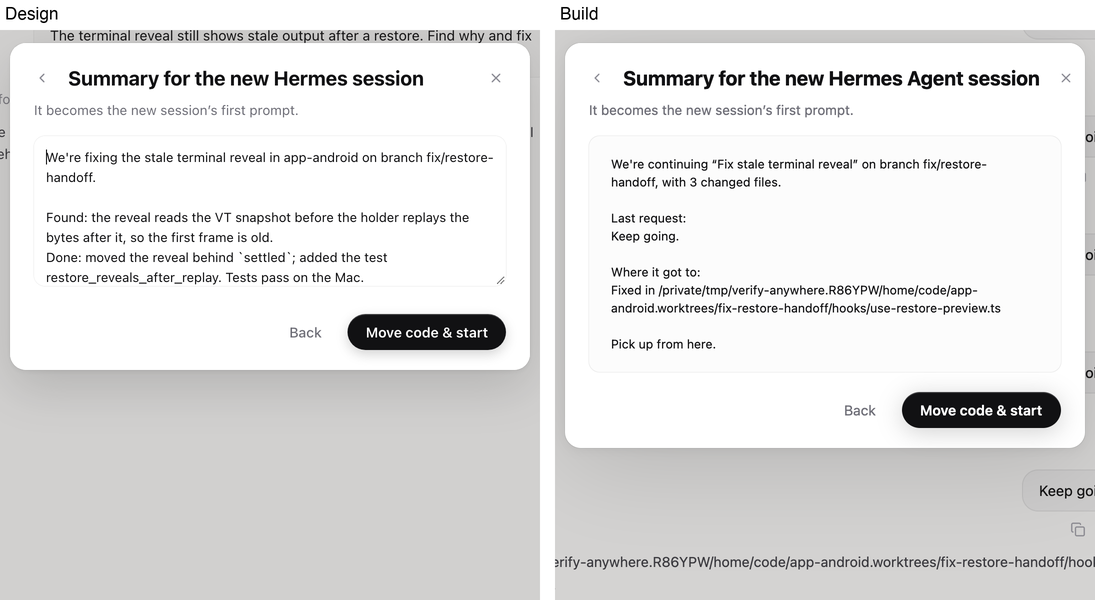 Design
The terminal reveal still shows stale output after a restore. Find why and fix
Summary for the new Hermes session
It becomes the new session's first prompt.
We're fixing the stale terminal reveal in app-android on branch fix/restore-
handoff.
Found: the reveal reads the VT snapshot before the holder replays the
bytes after it, so the first frame is old.
Done: moved the reveal behind `settled`; added the test
restore_reveals_after_replay. Tests pass on the Mac.
Back
Move code & start
Build
Summary for the new Hermes Agent session
It becomes the new session's first prompt.
We're continuing “Fix stale terminal reveal” on branch fix/restore-
handoff, with 3 changed files.
Last request:
Keep going.
Where it got to:
Fixed in /private/tmp/verify-anywhere.R86YPW/home/code/app-
android.worktrees/fix-restore-handoff/hooks/use-restore-preview.ts
Pick up from here.
Back
Move code & start
Keep goi
erify-anywhere.R86YPW/home/code/app-android.worktrees/fix-restore-handoff/hool